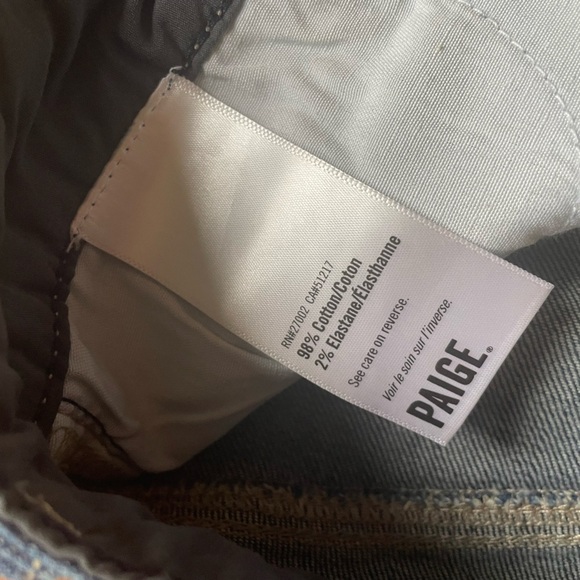 RN#27002 CA#51217
98% Cotton/Coton
2% Elastane/Élasthanne
See care on reverse.
Voir le soin sur l'inverse.
PAIGE®